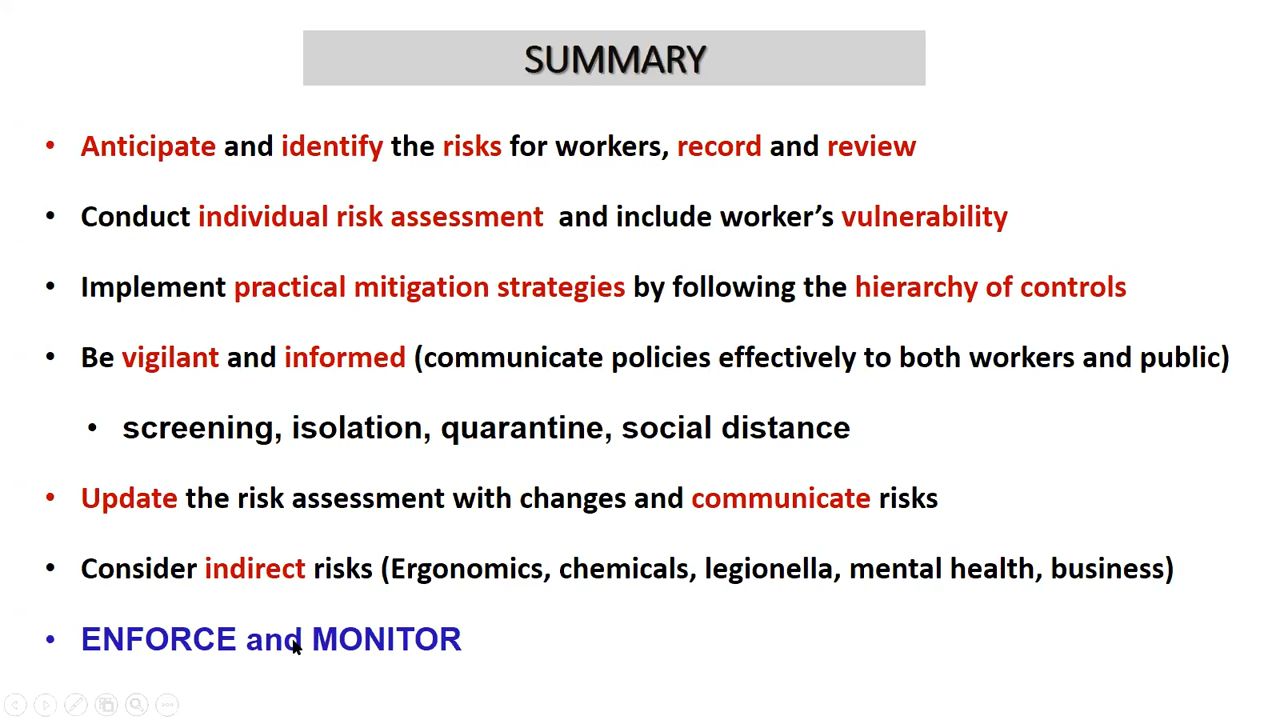 SUMMARY
• Anticipate and identify the risks for workers, record and review
• Conduct individual risk assessment and include worker’s vulnerability
• Implement practical mitigation strategies by following the hierarchy of controls
• Be vigilant and informed (communicate policies effectively to both workers and public)
• screening, isolation, quarantine, social distance
• Update the risk assessment with changes and communicate risks
• Consider indirect risks (Ergonomics, chemicals, legionella, mental health, business)
• ENFORCE and MONITOR